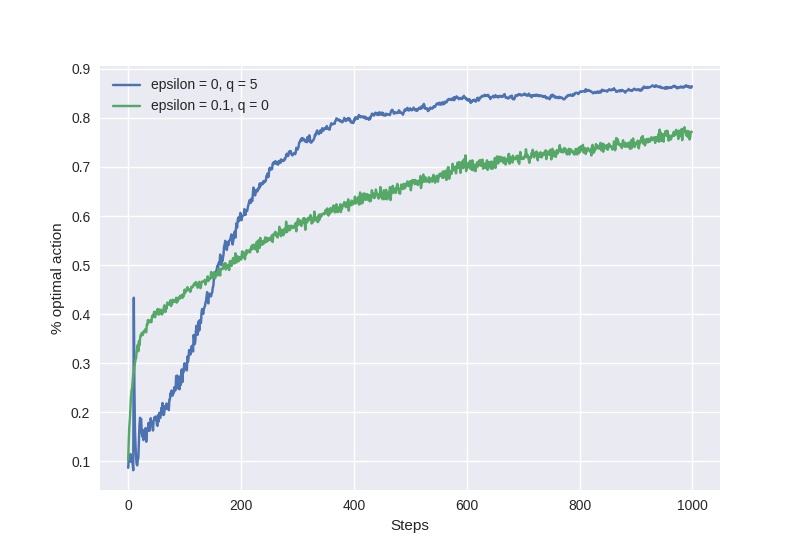 epsilon = 0, q = 5
epsilon = 0.1, q = 0
% optimal action
0.9
0.8
0.7
0.6
0.5
0.4
0.3
0.2
0.1
0 200 400 600 800 1000
Steps